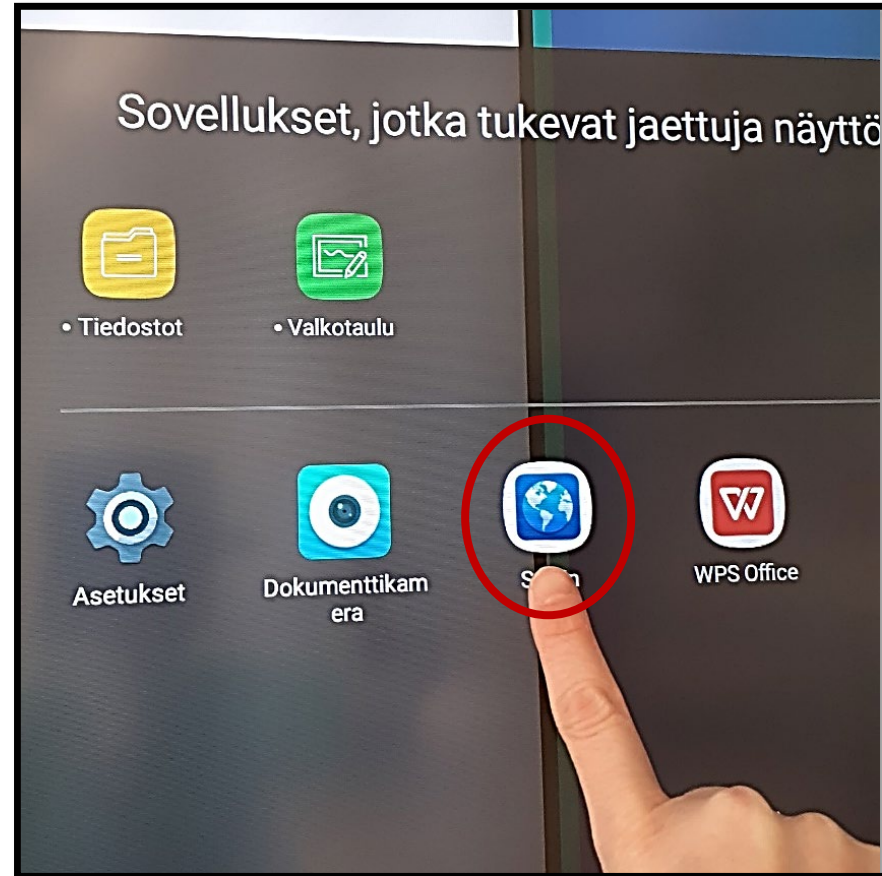 Sovellukset, jotka tukevat jaettuja näyttö
• Tiedostot
• Valkotaulu
Asetukset
Dokumenttikam
era
WPS Office